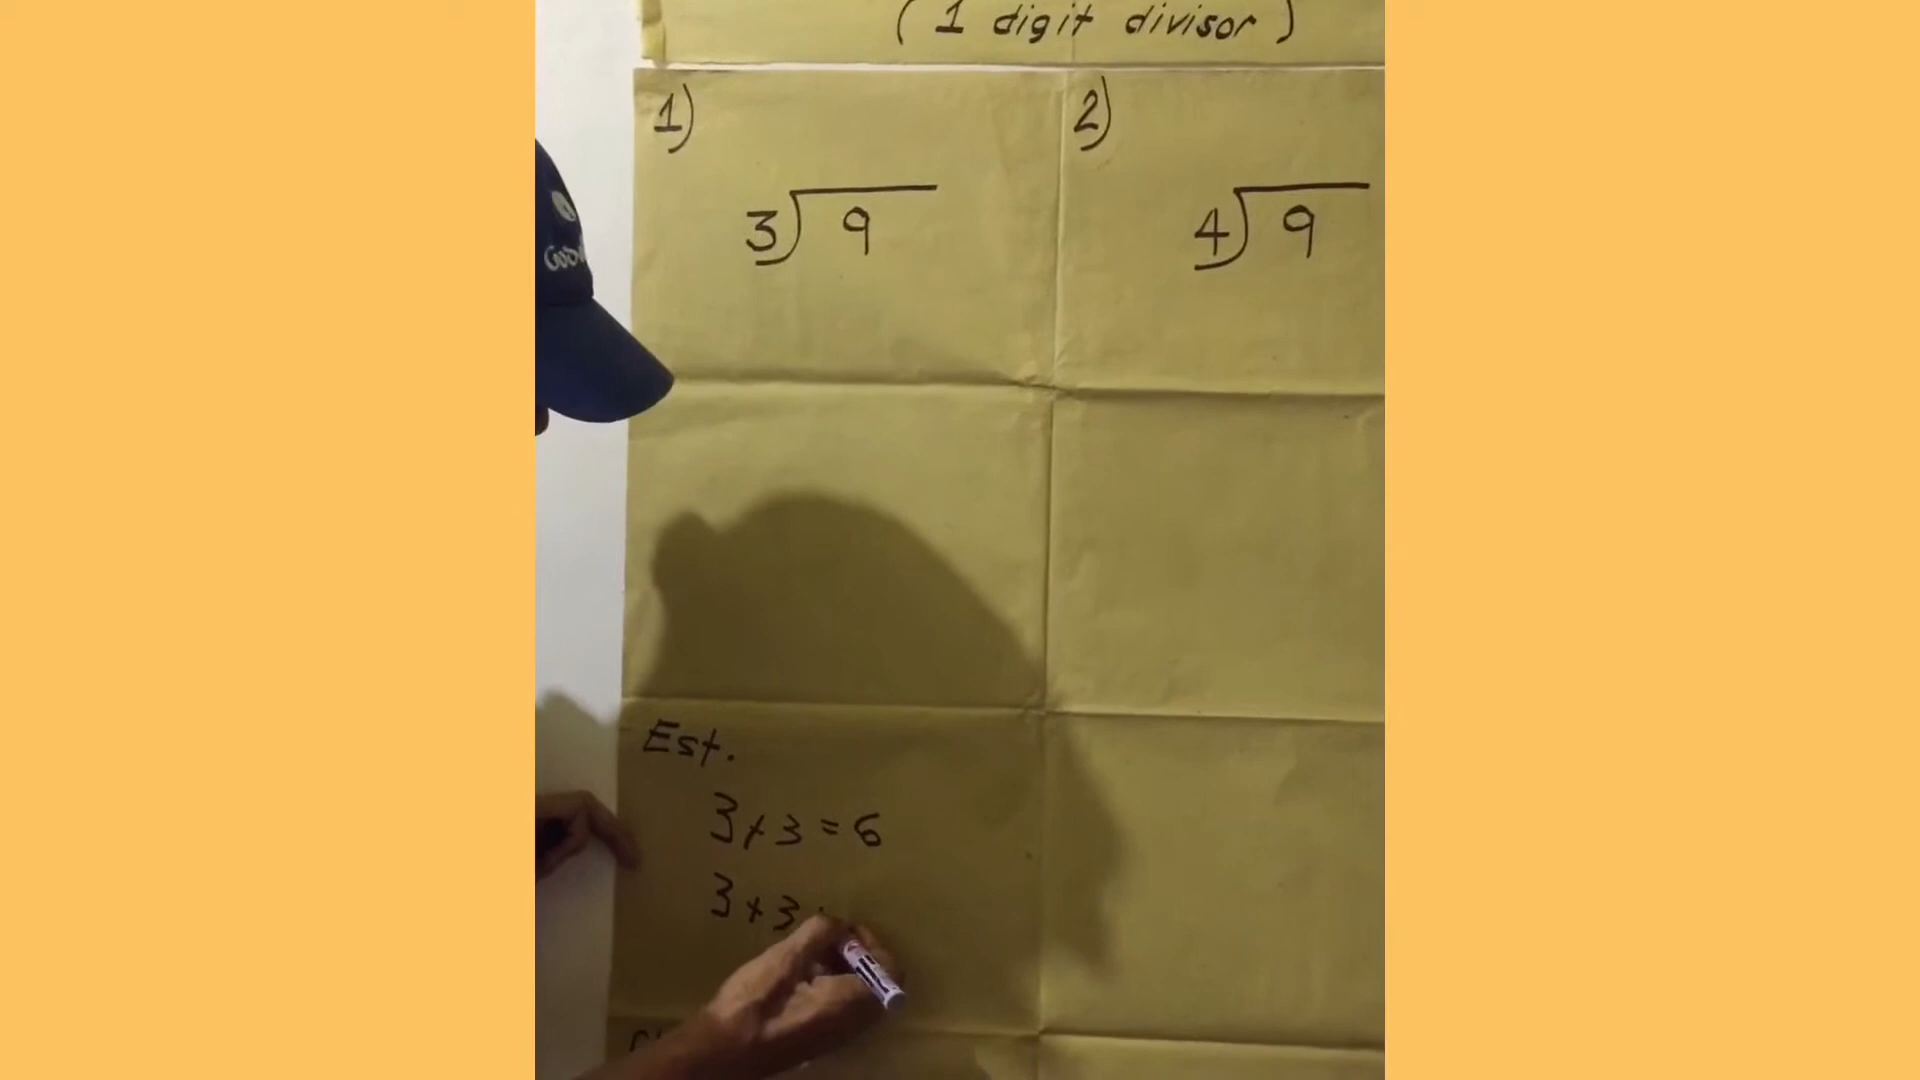 ( 1 digit divisor )
1)
3) 9
2)
4) 9
Est.
3 + 3 = 6
3 + 3